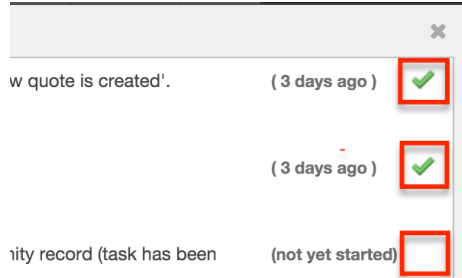 w quote is created'. ( 3 days ago )
( 3 days ago )
nity record (task has been (not yet started)